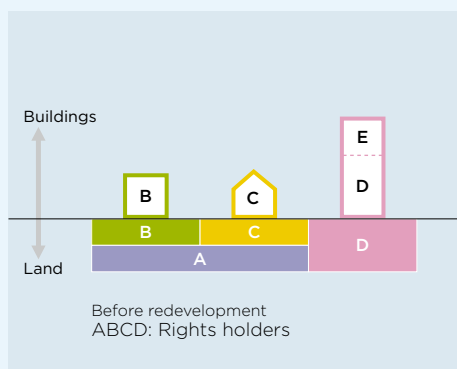 Buildings
E
B
C
D
B
C
D
A
Land
Before redevelopment
ABCD: Rights holders